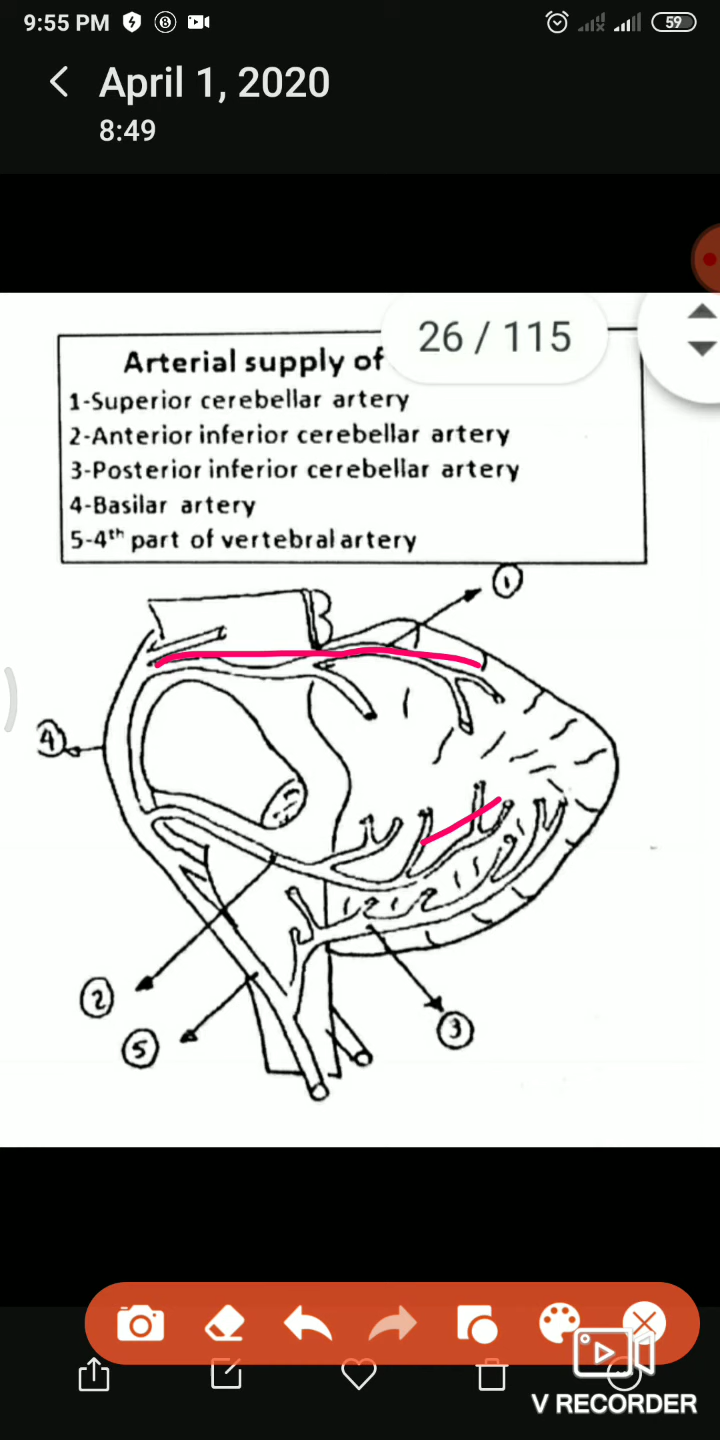 9:55 PM
59
April 1, 2020
8:49
26 / 115
Arterial supply of
1-Superior cerebellar artery
2-Anterior inferior cerebellar artery
3-Posterior inferior cerebellar artery
4-Basilar artery
5-4th part of vertebral artery
1
4
2
5
3
V RECORDER